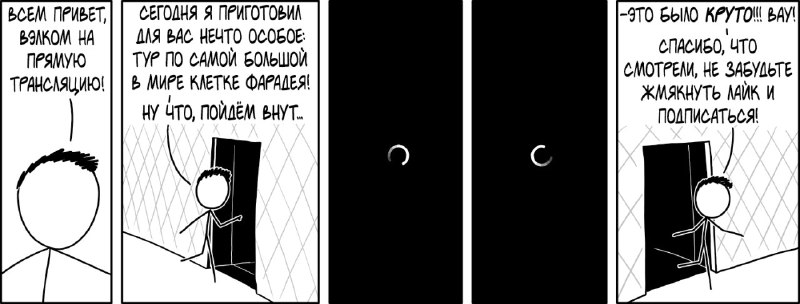 ВСЕМ ПРИВЕТ,
ВЭЛКОМ НА
ПРЯМУЮ
ТРАНСЛЯЦИЮ!
СЕГОДНЯ Я ПРИГОТОВИЛ
ДЛЯ ВАС НЕЧТО ОСОБОЕ:
ТУР ПО САМОЙ БОЛЬШОЙ
В МИРЕ КЛЕТКЕ ФАРАДЕЯ!
НУ ЧТО, ПОЙДЁМ ВНУТ...
-ЭТО БЫЛО КРУТО!!! ВАУ!
СПАСИБО, ЧТО
СМОТРЕЛИ, НЕ ЗАБУДЬТЕ
ЖМЯКНУТЬ ЛАЙК И
ПОДПИСАТЬСЯ!